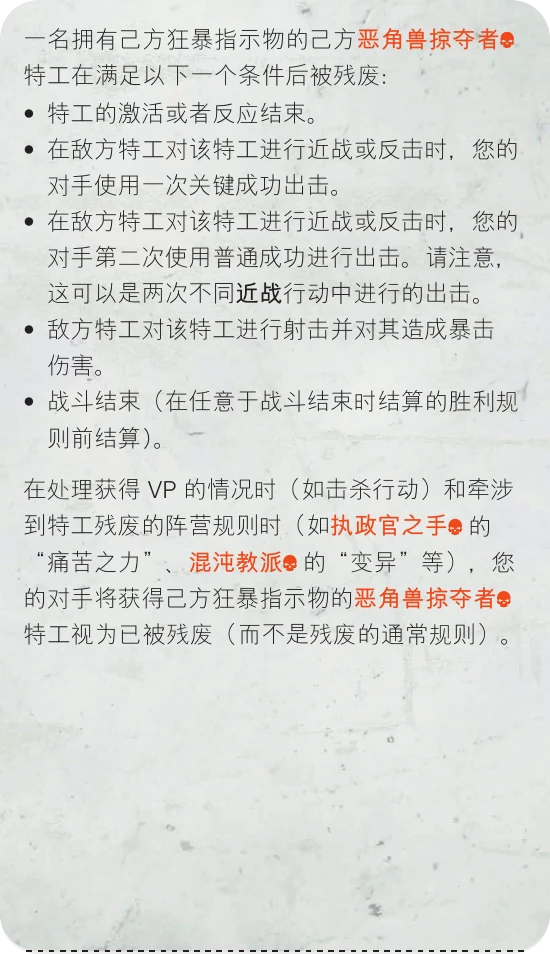 一名拥有己方狂暴指示物的己方恶角兽掠夺者
特工在满足以下一个条件后被残废:
• 特工的激活或者反应结束。
• 在敌方特工对该特工进行近战或反击时，您的
对手使用一次关键成功出击。
• 在敌方特工对该特工进行近战或反击时，您的
对手第二次使用普通成功进行出击。请注意，
这可以是两次不同近战行动中进行的出击。
• 敌方特工对该特工进行射击并对其造成暴击
伤害。
• 战斗结束（在任意于战斗结束时结算的胜利规
则前结算）。
在处理获得 VP 的情况时（如击杀行动）和牵涉
到特工残废的阵营规则时（如执政官之手 的
“痛苦之力”、混沌教派 的“变异”等），您
的对手将获得己方狂暴指示物的恶角兽掠夺者
特工视为已被残废（而不是残废的通常规则）。